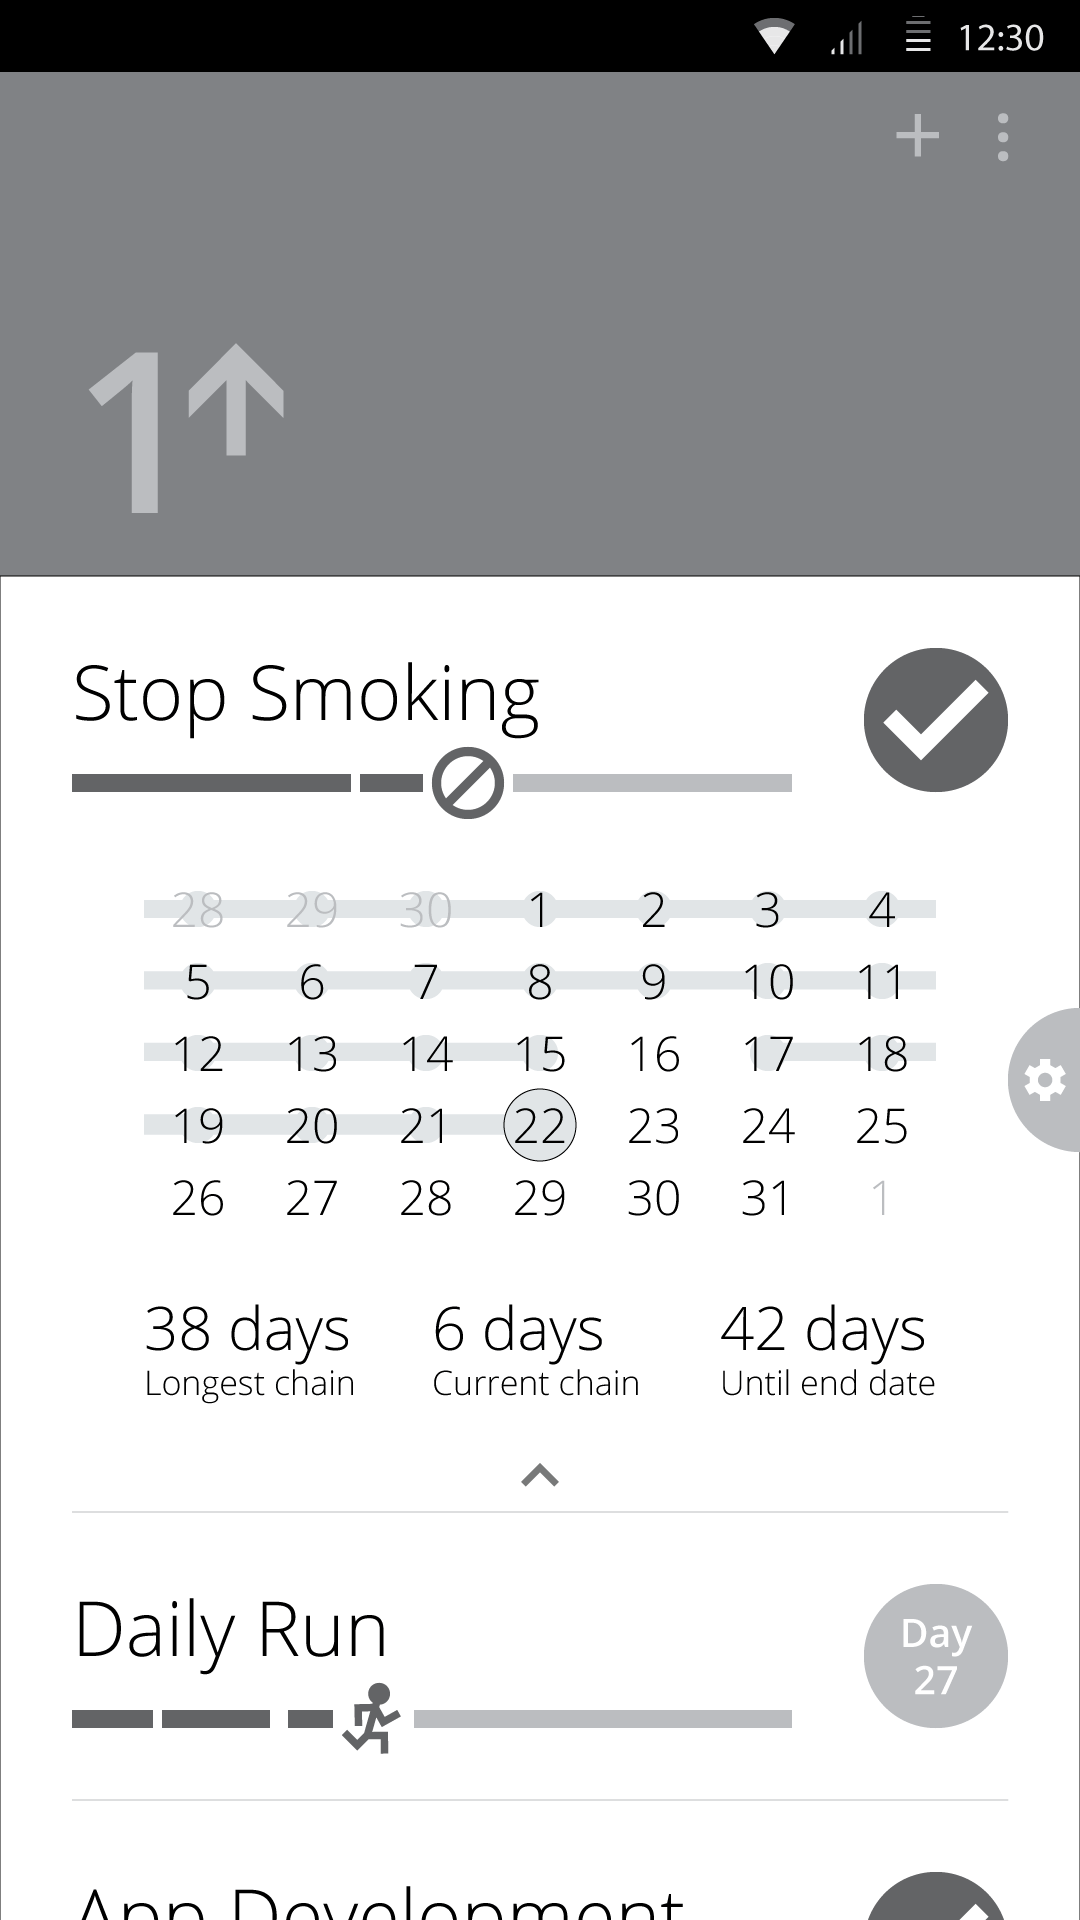 12:30
1
Stop Smoking
28 29 30 1 2 3 4
5 6 7 8 9 10 11
12 13 14 15 16 17 18
19 20 21 22 23 24 25
26 27 28 29 30 31 1
38 days 6 days 42 days
Longest chain Current chain Until end date
Daily Run
Day
27
App Development